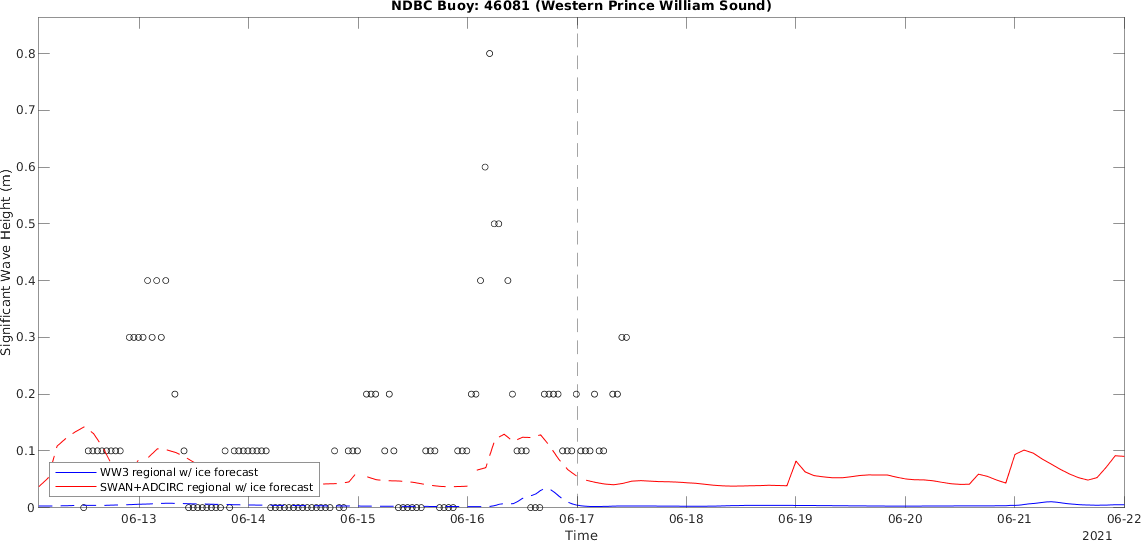 NDBC Buoy: 46081 (Western Prince William Sound)
Significant Wave Height (m)
0.8
0.7
0.6
0.5
0.4
0.3
0.2
0.1
0
WW3 regional w/ ice forecast
SWAN+ADCIRC regional w/ ice forecast
06-13 06-14 06-15 06-16 06-17 06-18 06-19 06-20 06-21 06-22
Time
2021